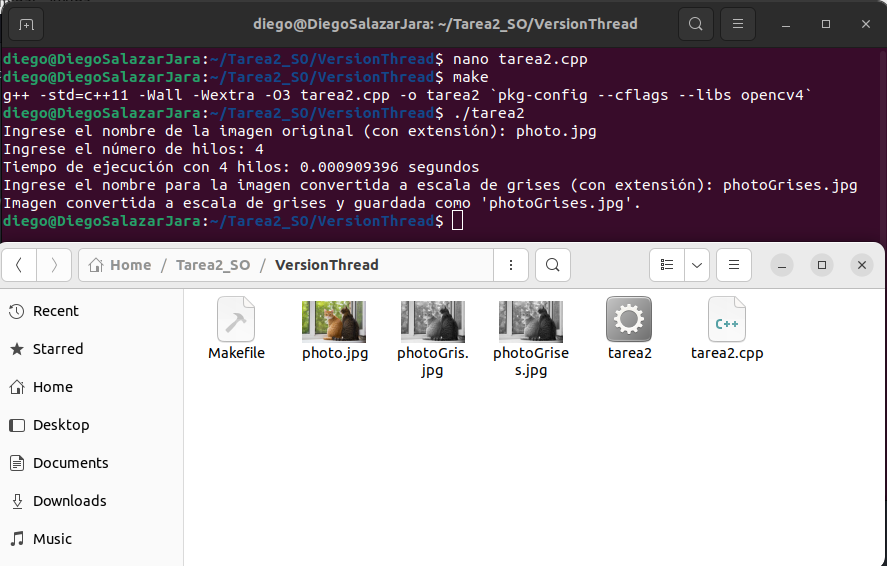 diego@DiegoSalazarJara: ~/Tarea2_SO/VersionThread
diego@DiegoSalazarJara:~/Tarea2_SO/VersionThread$ nano tarea2.cpp
diego@DiegoSalazarJara:~/Tarea2_SO/VersionThread$ make
g++ -std=c++11 -Wall -Wextra -O3 tarea2.cpp -o tarea2 `pkg-config --cflags --libs opencv4`
diego@DiegoSalazarJara:~/Tarea2_SO/VersionThread$ ./tarea2
Ingrese el nombre de la imagen original (con extensión): photo.jpg
Ingrese el número de hilos: 4
Tiempo de ejecución con 4 hilos: 0.000909396 segundos
Ingrese el nombre para la imagen convertida a escala de grises (con extensión): photoGrises.jpg
Imagen convertida a escala de grises y guardada como 'photoGrises.jpg'.
diego@DiegoSalazarJara:~/Tarea2_SO/VersionThread$
Home / Tarea2_SO / VersionThread
Recent
Starred
Home
Desktop
Documents
Downloads
Music
Makefile
photo.jpg
photoGris.
jpg
photoGrise
s.jpg
tarea2
C++
tarea2.cpp